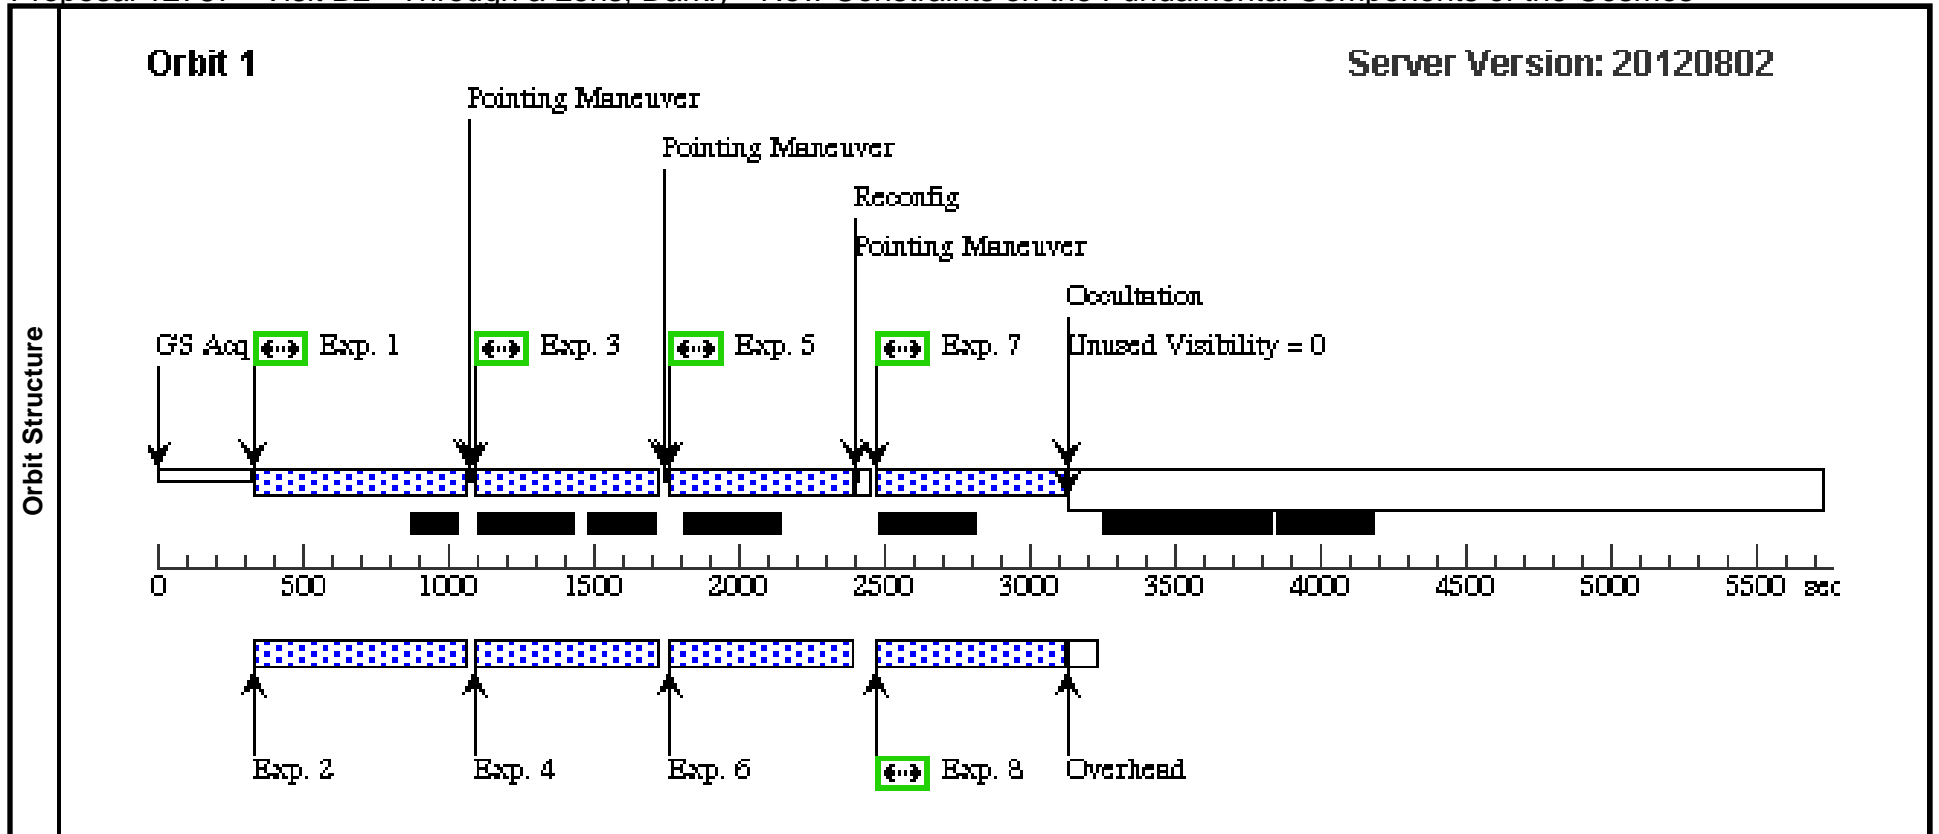 Orbit 1
Server Version: 20120802
Pointing Maneuver
Pointing Maneuver
Reconfig
Pointing Maneuver
Occultation
Unused Visibility = 0
GS Acq
Exp. 1
Exp. 3
Exp. 5
Exp. 7
Orbit Structure
0 500 1000 1500 2000 2500 3000 3500 4000 4500 5000 5500 sec
Exp. 2
Exp. 4
Exp. 6
Exp. 8
Overhead